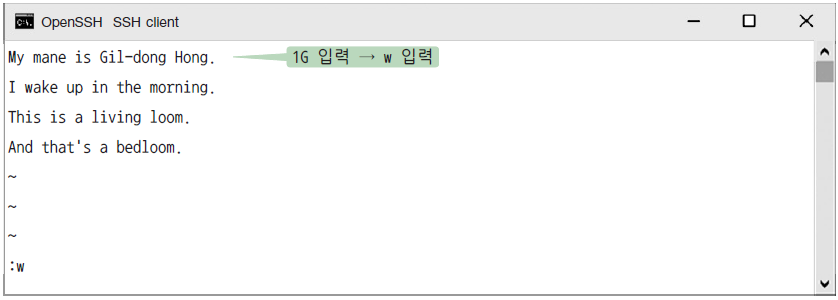 OpenSSH SSH client
My mane is Gil-dong Hong.
1G 입력 → w 입력
I wake up in the morning.
This is a living loom.
And that's a bedloom.
~
~
~
:w